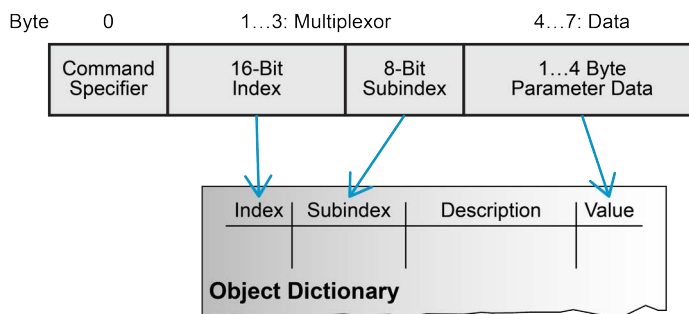 Byte 0 1…3: Multiplexor 4…7: Data
Command Specifier
16-Bit Index
8-Bit Subindex
1…4 Byte Parameter Data
Index Subindex Description Value
Object Dictionary